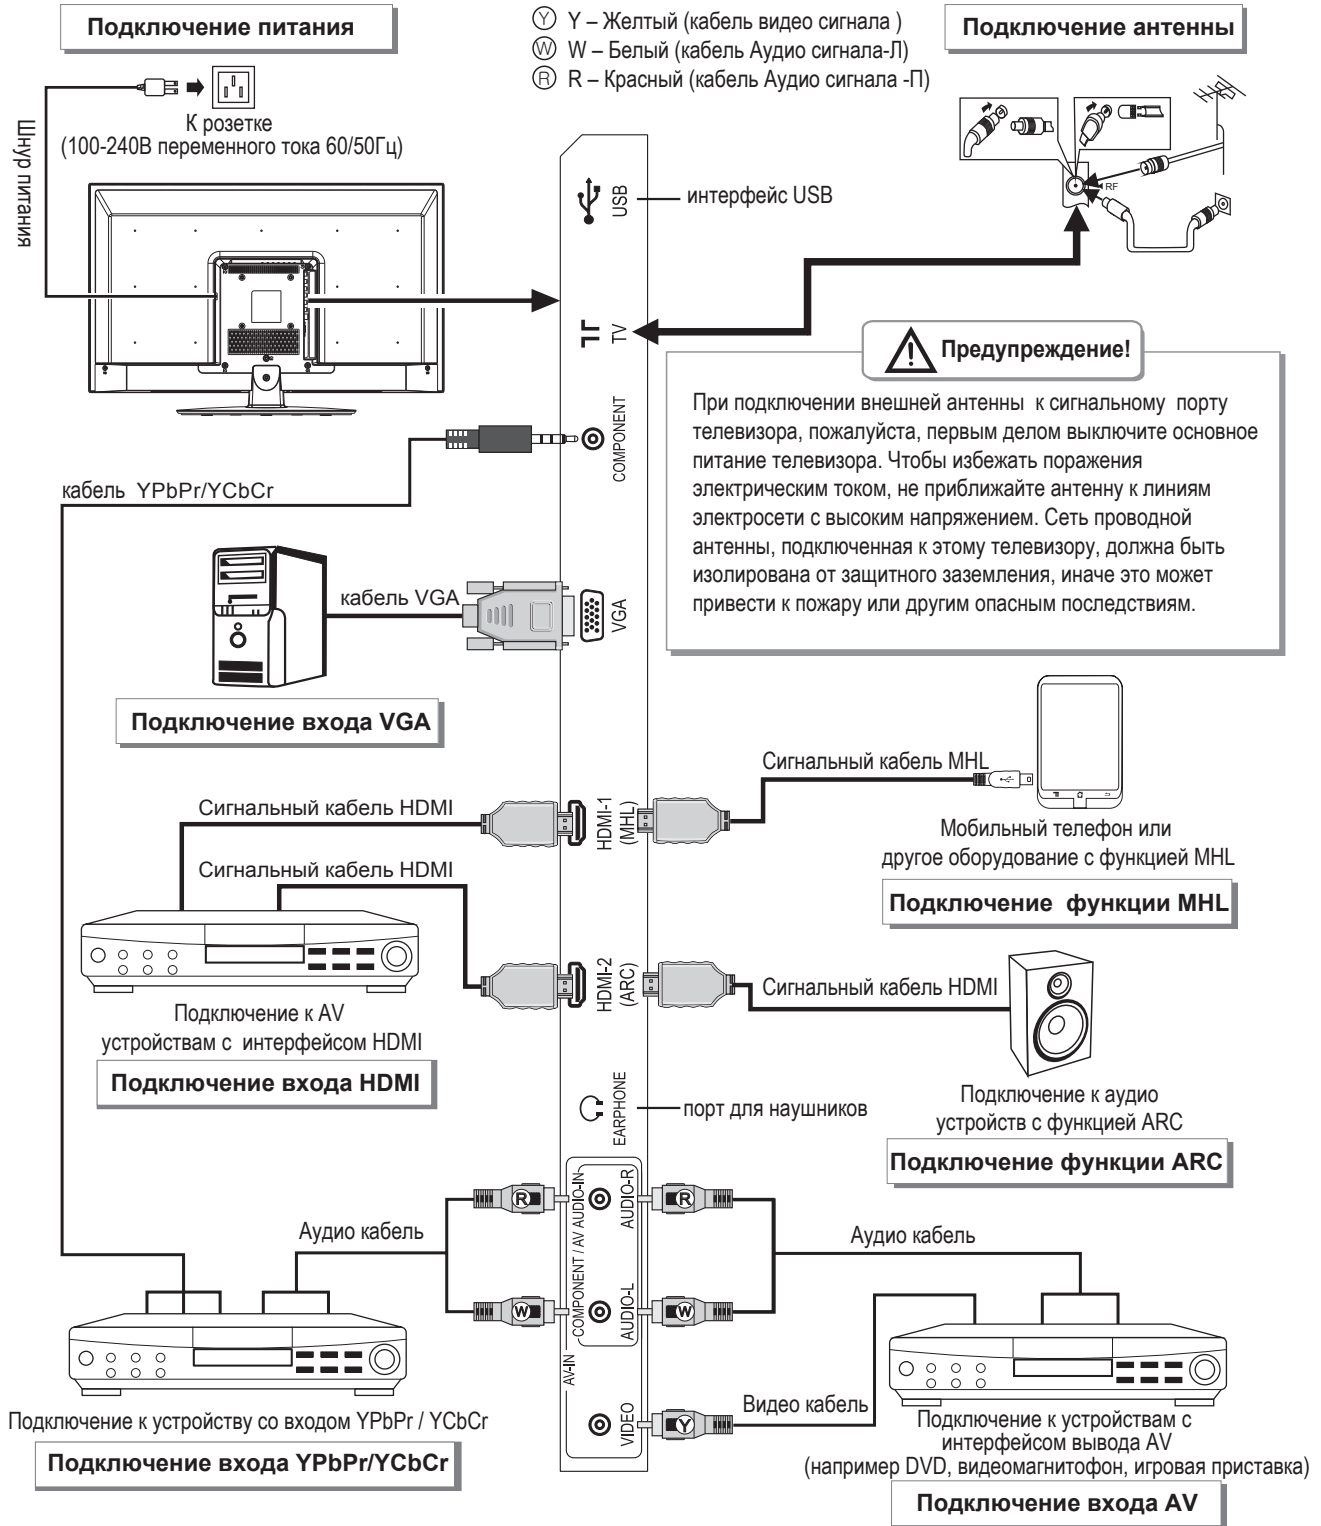 Подключение питания
Y Y – Желтый (кабель видео сигнала )
W W – Белый (кабель Аудио сигнала-Л)
R R – Красный (кабель Аудио сигнала -П)
Подключение антенны
К розетке
(100-240В переменного тока 60/50Гц)
Шнур питания
RF
USB
интерфейс USB
TV
Предупреждение!
При подключении внешней антенны к сигнальному порту
телевизора, пожалуйста, первым делом выключите основное
питание телевизора. Чтобы избежать поражения
электрическим током, не приближайте антенну к линиям
электросети с высоким напряжением. Сеть проводной
антенны, подключенная к этому телевизору, должна быть
изолирована от защитного заземления, иначе это может
привести к пожару или другим опасным последствиям.
COMPONENT
кабель YPbPr/YCbCr
кабель VGA
VGA
Подключение входа VGA
Сигнальный кабель MHL
Сигнальный кабель HDMI
HDMI-1
(MHL)
Мобильный телефон или
другое оборудование с функцией MHL
Подключение функции MHL
Сигнальный кабель HDMI
HDMI-2
(ARC)
Сигнальный кабель HDMI
Подключение к AV
устройствам с интерфейсом HDMI
Подключение входа HDMI
EARPHONE
порт для наушников
Подключение к аудио
устройств с функцией ARC
Подключение функции ARC
R
COMPONENT / AV AUDIO-IN
AUDIO-R
R
Аудио кабель
Аудио кабель
W
AUDIO-L
W
AV-IN
VIDEO
Y
Видео кабель
Подключение к устройству со входом YPbPr / YCbCr
Подключение входа YPbPr/YCbCr
Подключение к устройствам с
интерфейсом вывода AV
(например DVD, видеомагнитофон, игровая приставка)
Подключение входа AV